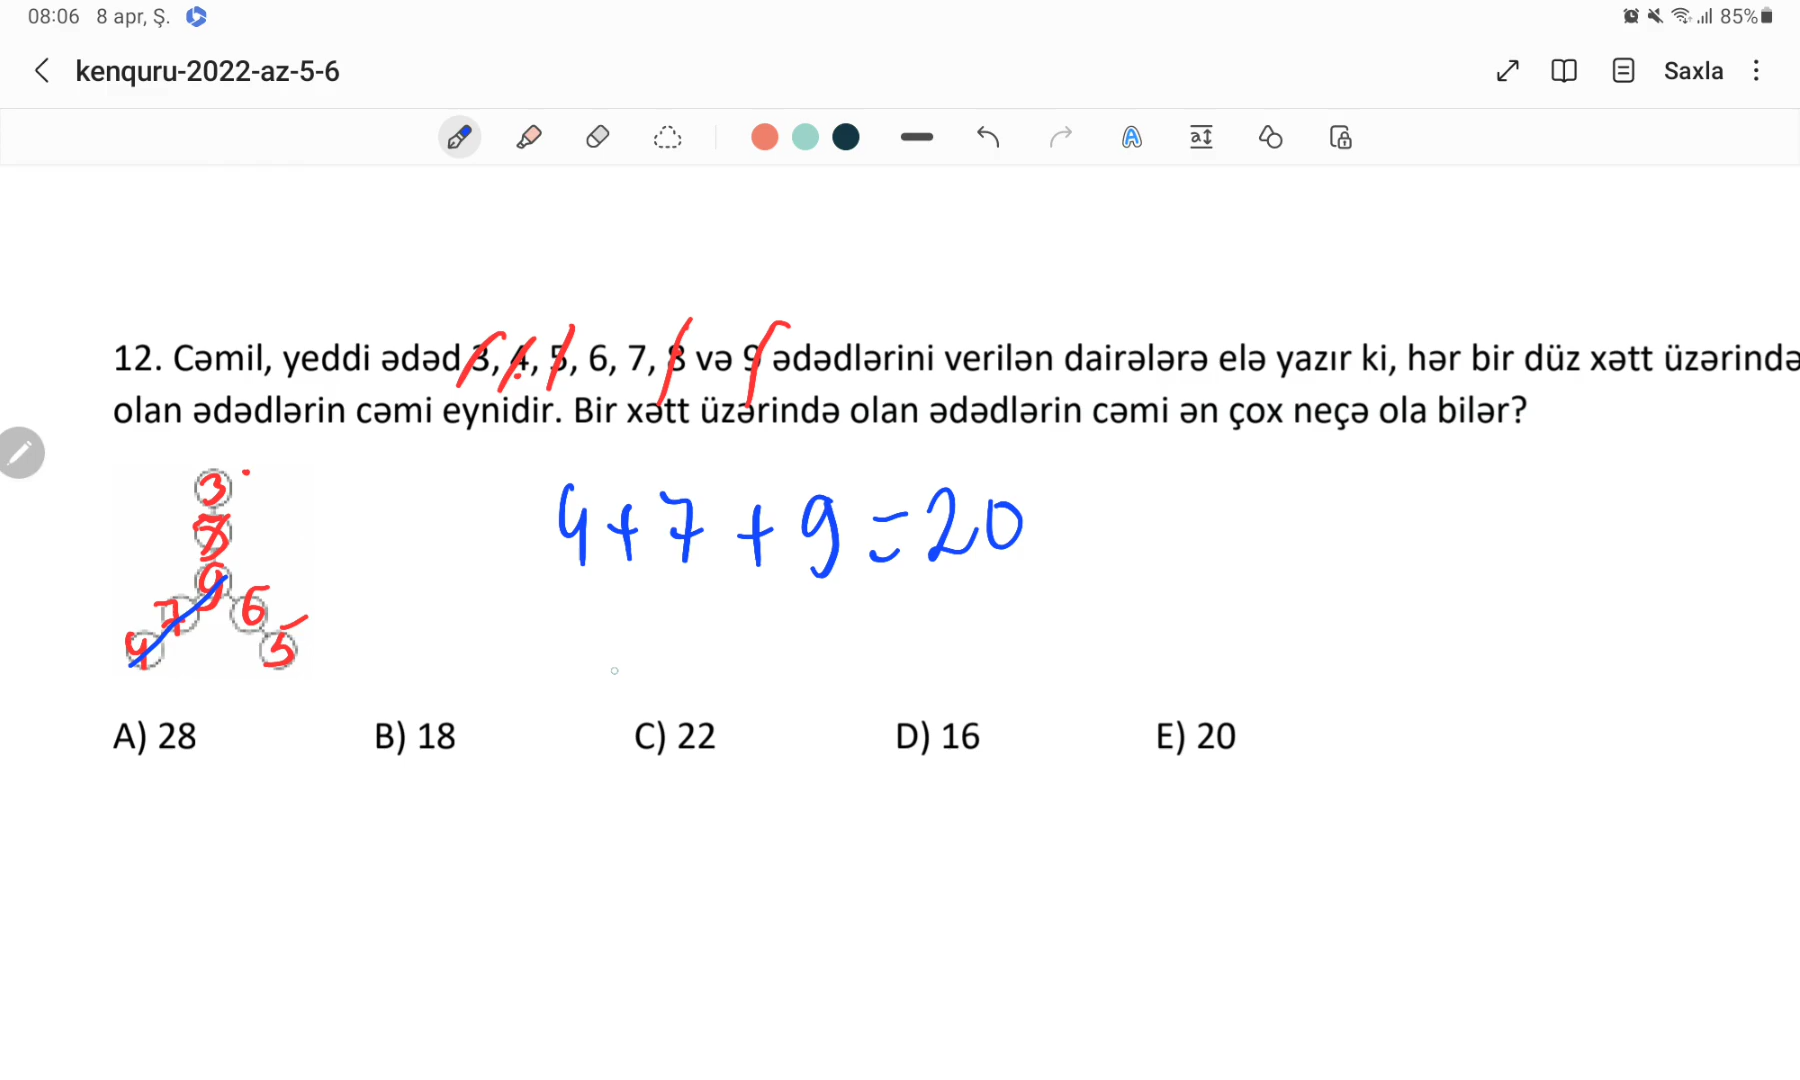 08:06 8 apr, Ş. 85%
kenquru-2022-az-5-6 Saxla
12. Cəmil, yeddi ədəd 3, 4, 5, 6, 7, 8 və 9 ədədlərini verilən dairələrə elə yazır ki, hər bir düz xətt üzərində
olan ədədlərin cəmi eynidir. Bir xətt üzərində olan ədədlərin cəmi ən çox neçə ola bilər?
3
8
9
7 6
4 5
4+7+9=20
A) 28 B) 18 C) 22 D) 16 E) 20